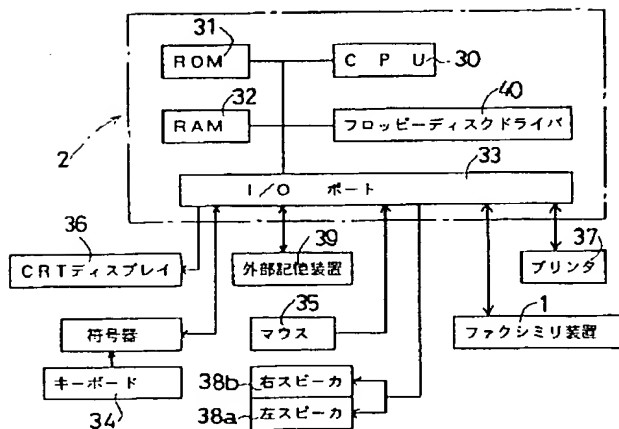 31
ROM
C P U
30
32
RAM
40
フロッピーディスクドライバ
2
33
I/O ポート
36
CRTディスプレイ
39
外部記憶装置
37
プリンタ
符号器
35
マウス
1
ファクシミリ装置
キーボード
34
38b
右スピーカ
38a
左スピーカ